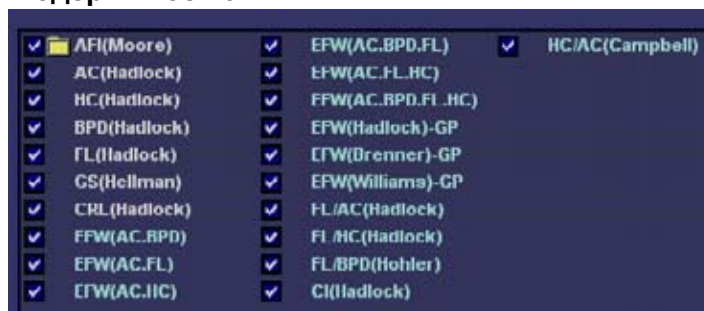 AFI(Moore)
AC(Hadlock)
HC(Hadlock)
BPD(Hadlock)
FL(Hadlock)
GS(Hellman)
CRL(Hadlock)
EFW(AC.BPD)
EFW(AC.FL)
EFW(AC.HC)
EFW(AC.BPD.FL)
EFW(AC.FL.HC)
EFW(AC.BPD.FL.HC)
EFW(Hadlock)-GP
EFW(Brenner)-GP
EFW(Williams)-GP
FL/AC(Hadlock)
FL/HC(Hadlock)
FL/BPD(Hohler)
CI(Hadlock)
HC/AC(Campbell)